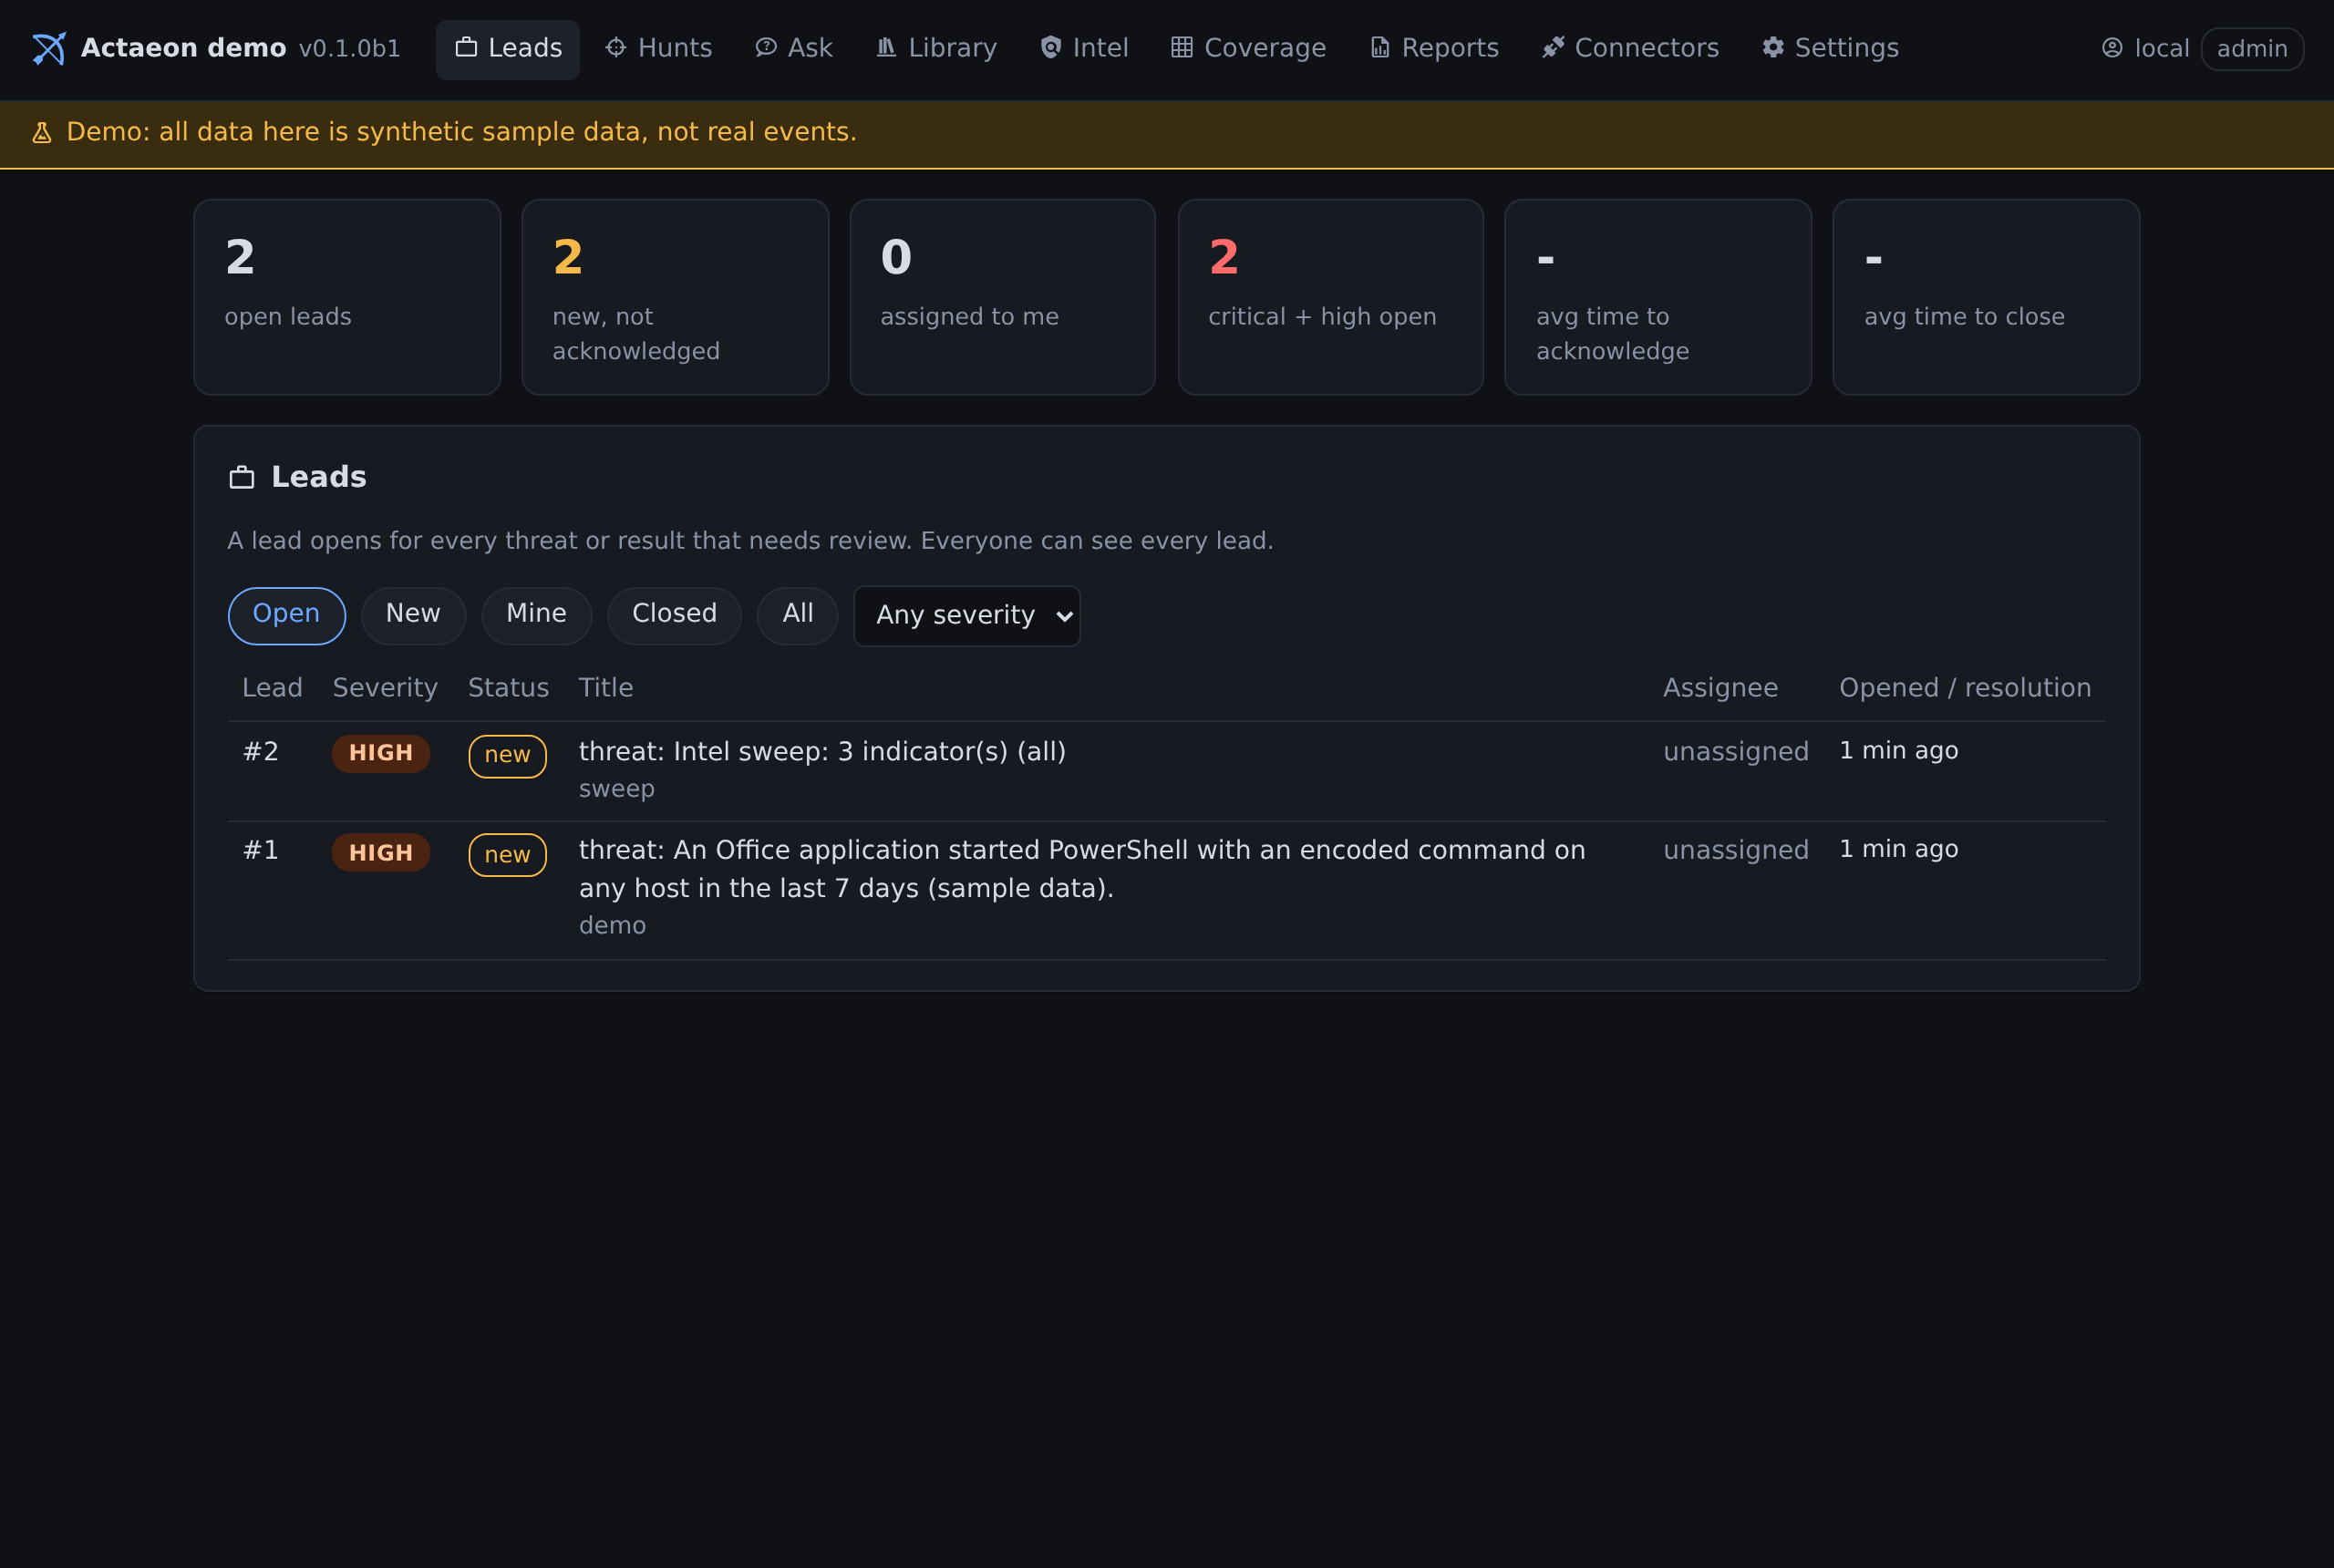 Actaeon demo v0.1.0b1 Leads Hunts Ask Library Intel Coverage Reports Connectors Settings local admin
Demo: all data here is synthetic sample data, not real events.
2
open leads
2
new, not
acknowledged
0
assigned to me
2
critical + high open
-
avg time to
acknowledge
-
avg time to close
Leads
A lead opens for every threat or result that needs review. Everyone can see every lead.
Open New Mine Closed All Any severity
Lead Severity Status Title Assignee Opened / resolution
#2 HIGH new threat: Intel sweep: 3 indicator(s) (all) unassigned 1 min ago
sweep
#1 HIGH new threat: An Office application started PowerShell with an encoded command on unassigned 1 min ago
any host in the last 7 days (sample data).
demo